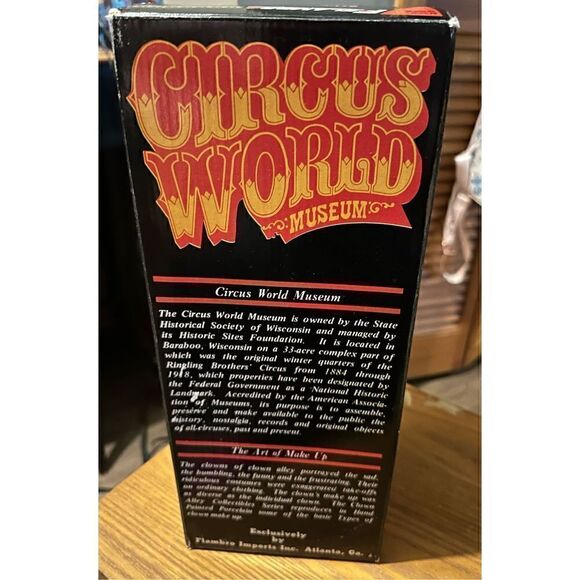 CIRCUS
WORLD
MUSEUM
Circus World Museum
The Circus World Museum is owned by the State
Historical Society of Wisconsin and managed by
its Historic Sites Foundation. It is located in
Baraboo, Wisconsin on a 33-acre complex part of
which was the original winter quarters of the
Ringling Brothers' Circus from 1884 through
1918, which properties have been designated by
the Federal Government as a National Historic
Landmark. Accredited by the American Associa-
tion of Museums, its purpose is to assemble,
preserve and make available to the public the
history, nostalgia, records and original objects
of all-circuses, past and present.
The Art of Make Up
The clowns of clown alley portrayed the sad,
the bumbling, the funny and the frustrating. Their
ridiculous costumes were exaggerated take-offs
on ordinary clothing. The clown's make up was
as diverse as the individual clown. The Clown
Alley Collectibles Series reproduces in Hand
Painted Porcelain some of the basic Types of
clown make up.
Exclusively
by
Flambro Imports Inc. Atlanta, Ga.